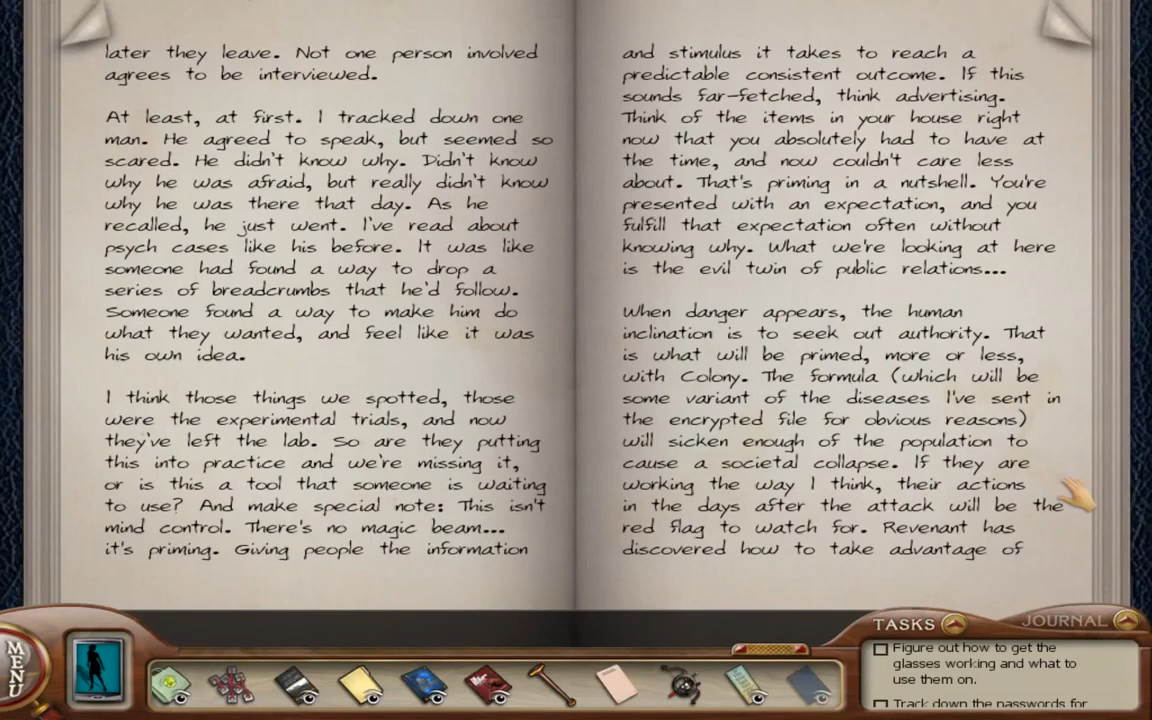 later they leave. Not one person involved
agrees to be interviewed.
At least, at first. I tracked down one
man. He agreed to speak, but seemed so
scared. He didn't know why. Didn't know
why he was afraid, but really didn't know
why he was there that day. As he
recalled, he just went. I've read about
psych cases like his before. It was like
someone had found a way to drop a
series of breadcrumbs that he'd follow.
Someone found a way to make him do
what they wanted, and feel like it was
his own idea.
I think those things we spotted, those
were the experimental trials, and now
they've left the lab. So are they putting
this into practice and we're missing it,
or is this a tool that someone is waiting
to use? And make special note: This isn't
mind control. There's no magic beam...
it's priming. Giving people the information
and stimulus it takes to reach a
predictable consistent outcome. If this
sounds far-fetched, think advertising.
Think of the items in your house right
now that you absolutely had to have at
the time, and now couldn't care less
about. That's priming in a nutshell. You're
presented with an expectation, and you
fulfill that expectation often without
knowing why. What we're looking at here
is the evil twin of public relations...
When danger appears, the human
inclination is to seek out authority. That
is what will be primed, more or less,
with Colony. The formula (which will be
some variant of the diseases I've sent in
the encrypted file for obvious reasons)
will sicken enough of the population to
cause a societal collapse. If they are
working the way I think, their actions
in the days after the attack will be the
red flag to watch for. Revenant has
discovered how to take advantage of
MENU
TASKS
JOURNAL
Figure out how to get the
glasses working and what to
use them on.
Track down the passwords for